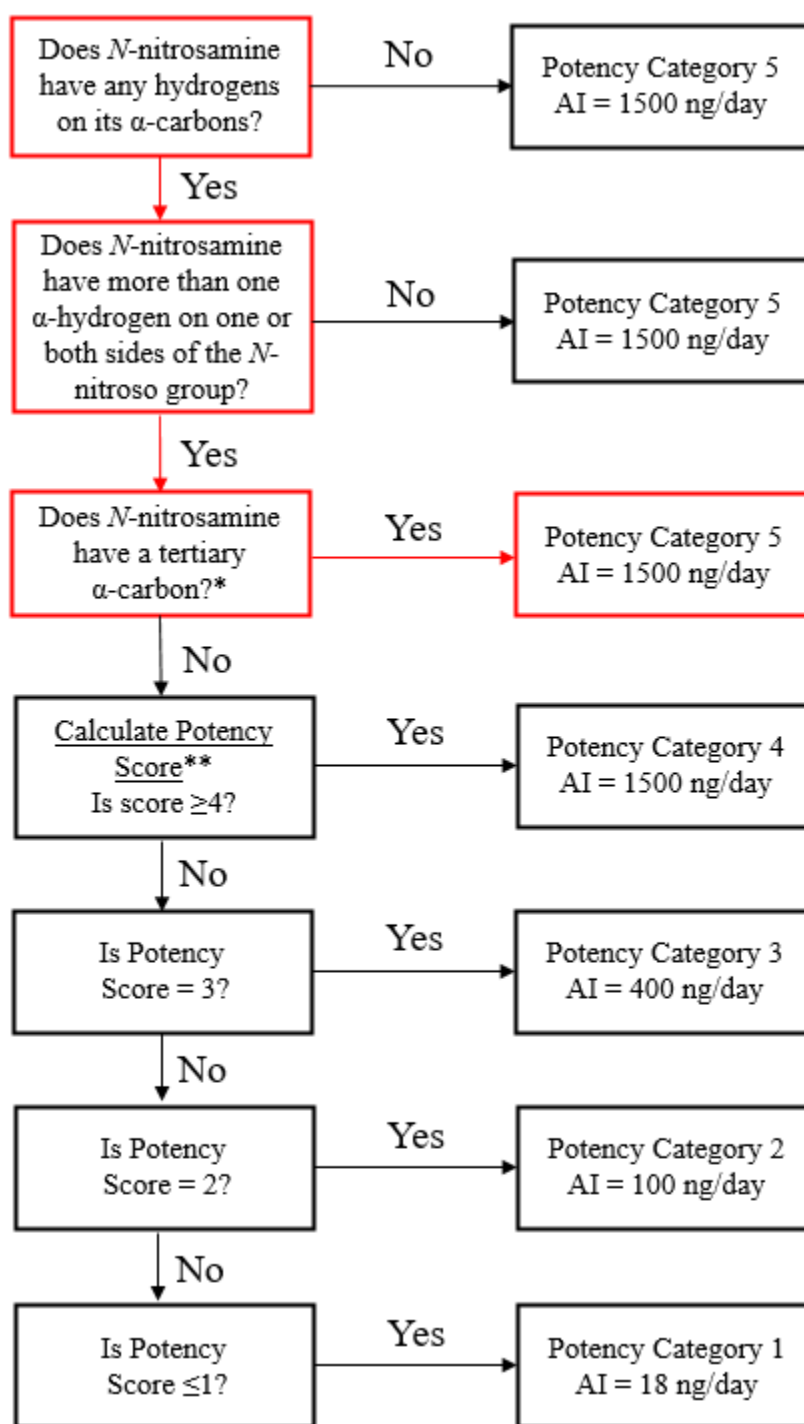 Does N-nitrosamine
have any hydrogens
on its α-carbons?
No
Potency Category 5
AI = 1500 ng/day
Yes
Does N-nitrosamine
have more than one
α-hydrogen on one or
both sides of the N-
nitroso group?
No
Potency Category 5
AI = 1500 ng/day
Yes
Does N-nitrosamine
have a tertiary
α-carbon?*
Yes
Potency Category 5
AI = 1500 ng/day
No
Calculate Potency
Score**
Is score ≥4?
Yes
Potency Category 4
AI = 1500 ng/day
No
Is Potency
Score = 3?
Yes
Potency Category 3
AI = 400 ng/day
No
Is Potency
Score = 2?
Yes
Potency Category 2
AI = 100 ng/day
No
Is Potency
Score ≤1?
Yes
Potency Category 1
AI = 18 ng/day